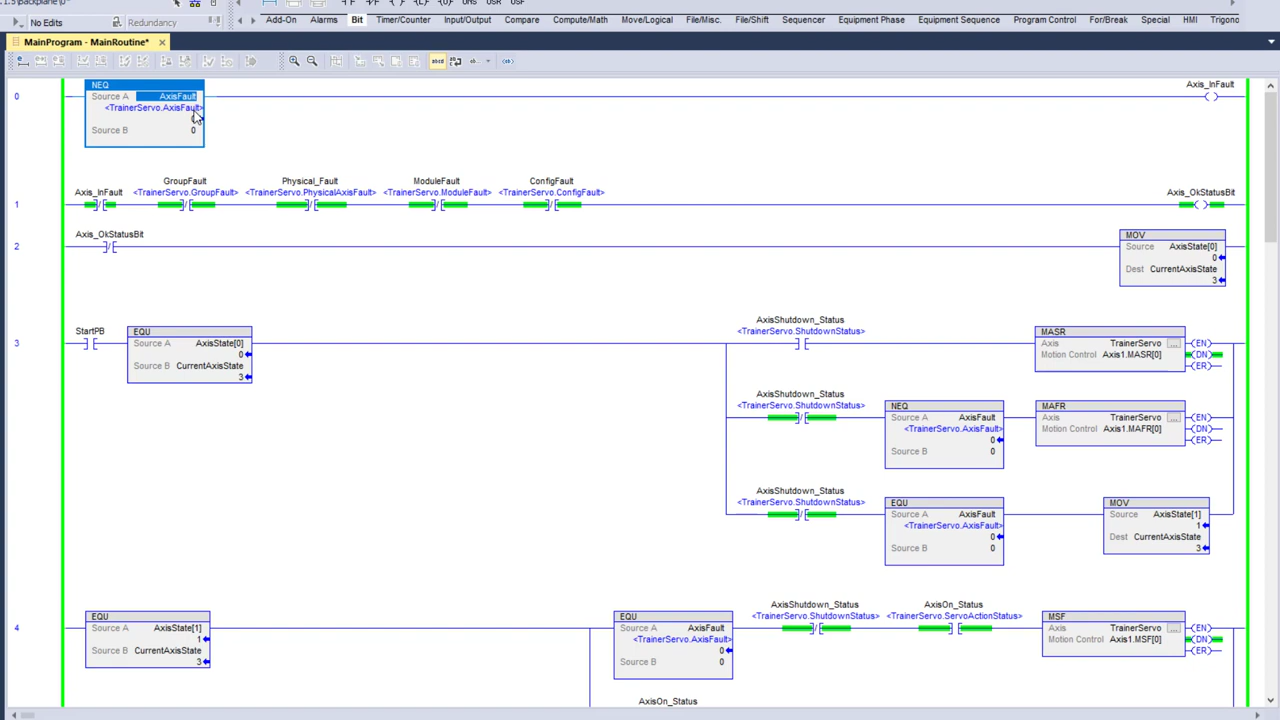 1.5\Backplane\0*
No Edits
Redundancy
Add-On Alarms Bit Timer/Counter Input/Output Compare Compute/Math Move/Logical File/Misc. File/Shift Sequencer Equipment Phase Equipment Sequence Program Control For/Break Special HMI Trigono
MainProgram - MainRoutine* ×
0
NEQ
Source A AxisFault
<TrainerServo.AxisFault>
Source B 0
Axis_InFault
1
Axis_InFault
GroupFault
<TrainerServo.GroupFault>
Physical_Fault
<TrainerServo.PhysicalAxisFault>
ModuleFault
<TrainerServo.ModuleFault>
ConfigFault
<TrainerServo.ConfigFault>
Axis_OkStatusBit
2
Axis_OkStatusBit
MOV
Source AxisState[0]
0
Dest CurrentAxisState
3
3
StartPB
EQU
Source A AxisState[0]
0
Source B CurrentAxisState
3
AxisShutdown_Status
<TrainerServo.ShutdownStatus>
MASR
Axis TrainerServo ...
Motion Control Axis1.MASR[0]
EN
DN
ER
AxisShutdown_Status
<TrainerServo.ShutdownStatus>
NEQ
Source A AxisFault
<TrainerServo.AxisFault>
0
Source B 0
MAFR
Axis TrainerServo ...
Motion Control Axis1.MAFR[0]
EN
DN
ER
AxisShutdown_Status
<TrainerServo.ShutdownStatus>
EQU
Source A AxisFault
<TrainerServo.AxisFault>
0
Source B 0
MOV
Source AxisState[1]
1
Dest CurrentAxisState
3
4
EQU
Source A AxisState[1]
1
Source B CurrentAxisState
3
EQU
Source A AxisFault
<TrainerServo.AxisFault>
0
Source B 0
AxisShutdown_Status
<TrainerServo.ShutdownStatus>
AxisOn_Status
<TrainerServo.ServoActionStatus>
MSF
Axis TrainerServo ...
Motion Control Axis1.MSF[0]
EN
DN
ER
AxisOn_Status